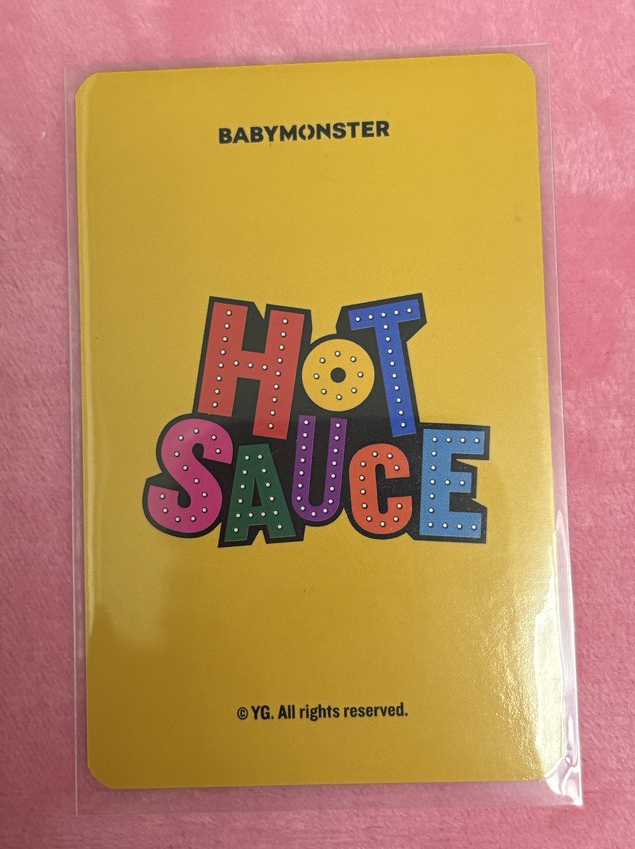 BABYMONSTER
HOT
SAUCE
© YG. All rights reserved.